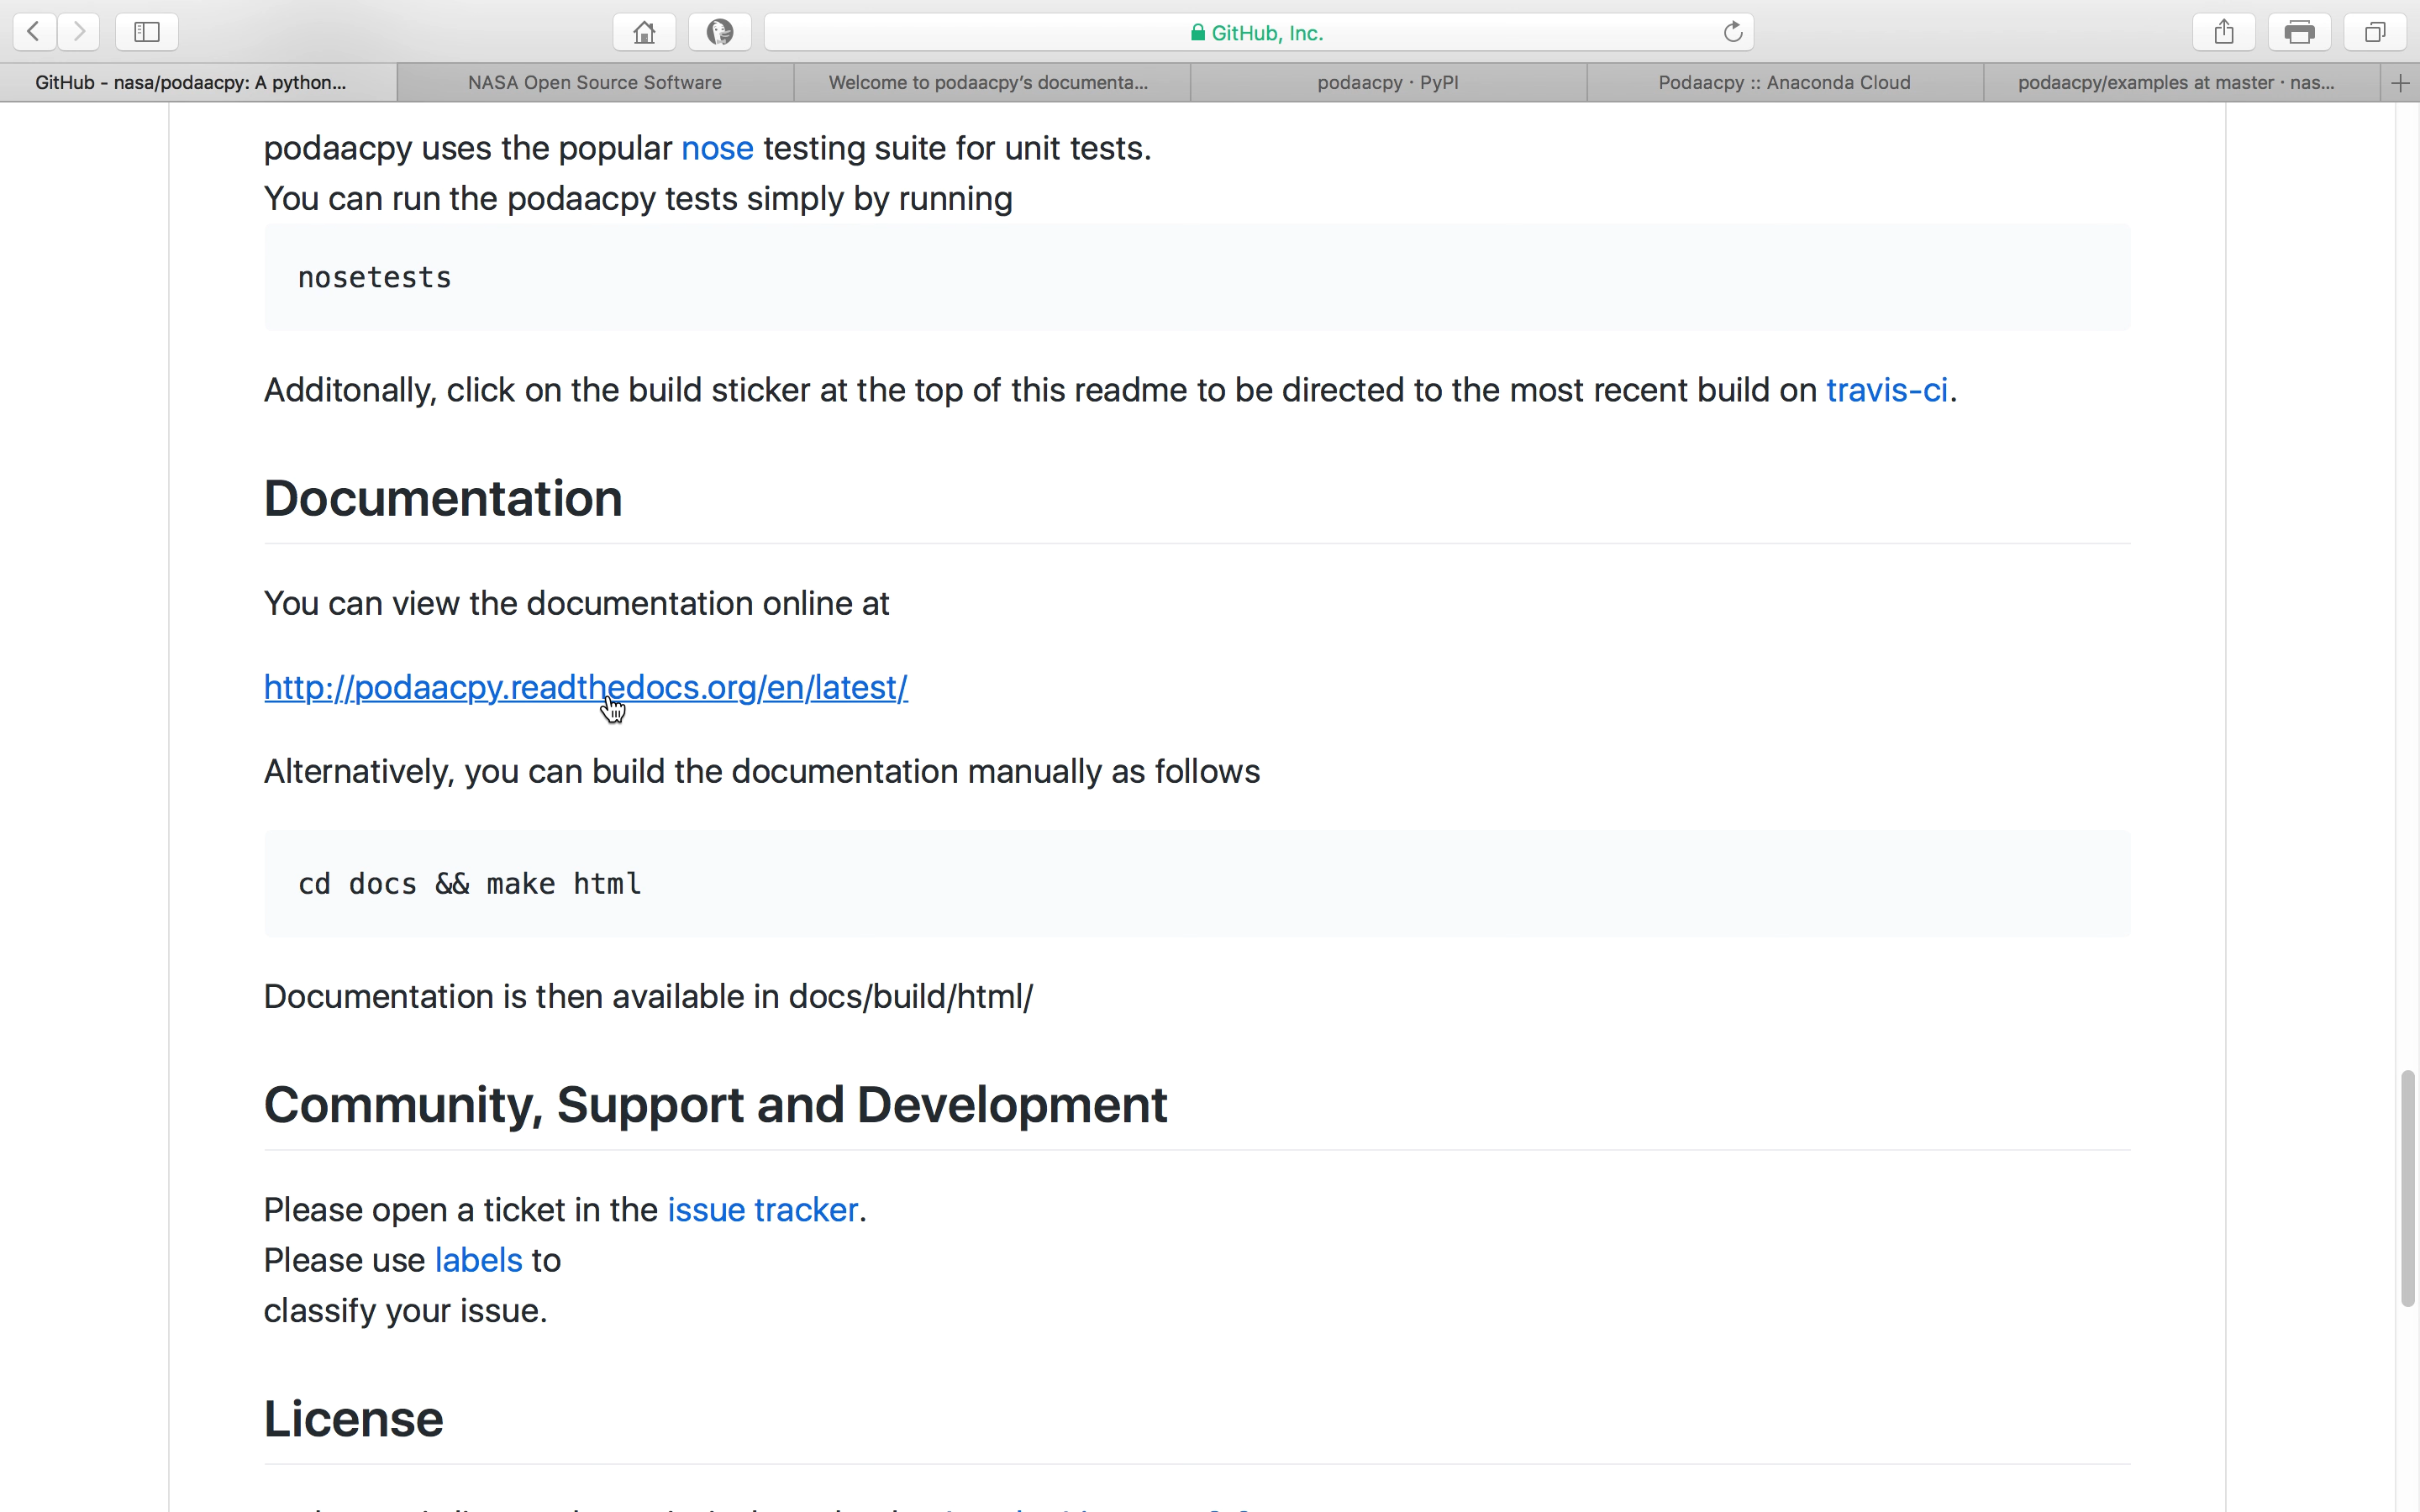 GitHub, Inc.
GitHub - nasa/podaacpy: A python...
NASA Open Source Software
Welcome to podaacpy’s documenta...
podaacpy · PyPI
Podaacpy :: Anaconda Cloud
podaacpy/examples at master · nas...
podaacpy uses the popular nose testing suite for unit tests.
You can run the podaacpy tests simply by running
nosetests
Additonally, click on the build sticker at the top of this readme to be directed to the most recent build on travis-ci.
Documentation
You can view the documentation online at
http://podaacpy.readthedocs.org/en/latest/
Alternatively, you can build the documentation manually as follows
cd docs && make html
Documentation is then available in docs/build/html/
Community, Support and Development
Please open a ticket in the issue tracker.
Please use labels to
classify your issue.
License